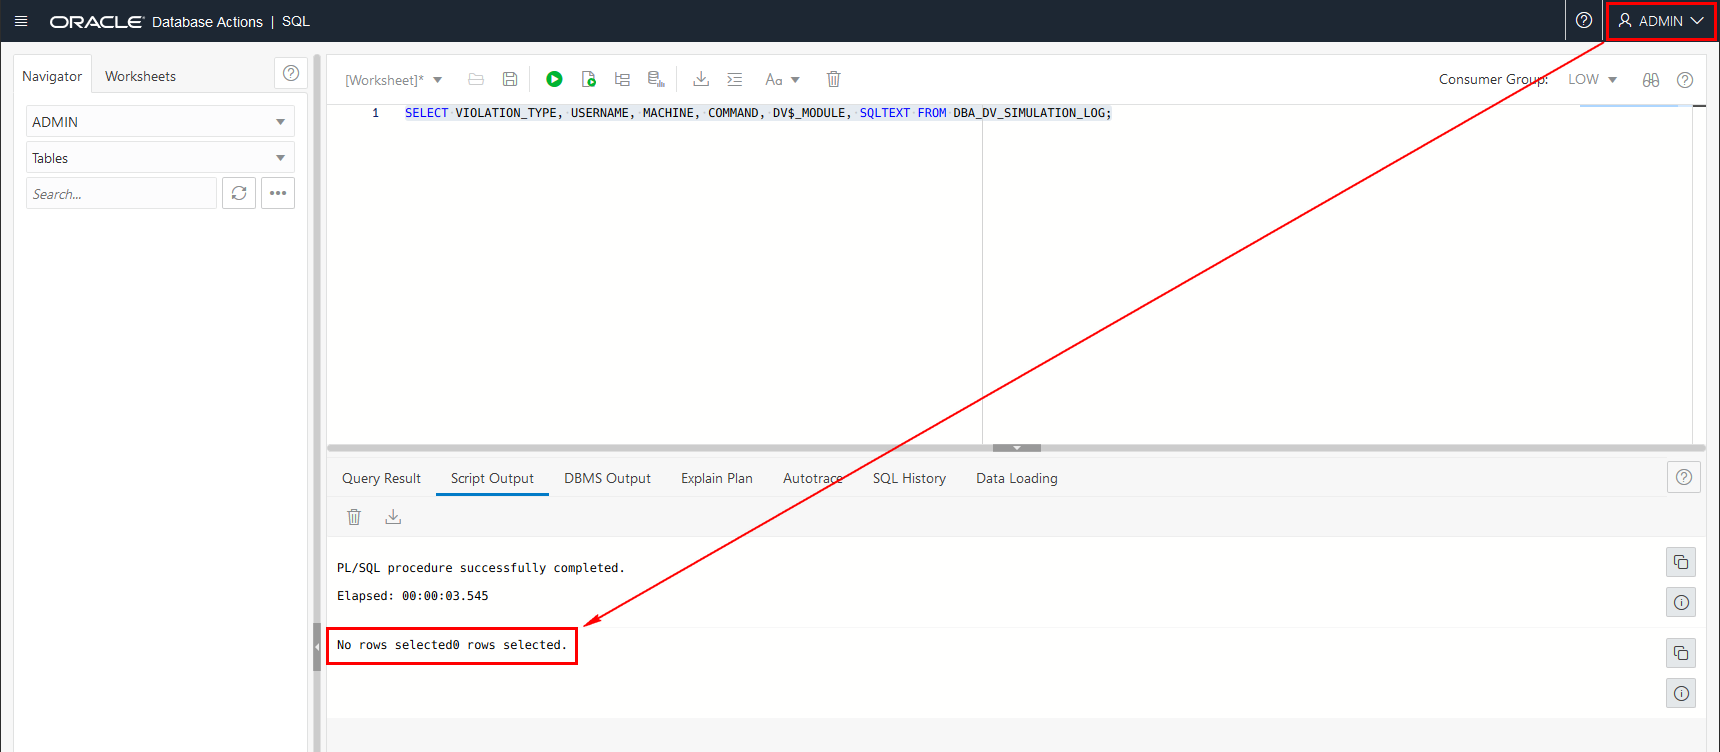 ORACLE Database Actions | SQL
ADMIN
Navigator
Worksheets
ADMIN
Tables
Search...
[Worksheet]*
Aa
Consumer Group:
LOW
1
SELECT VIOLATION_TYPE, USERNAME, MACHINE, COMMAND, DV$_MODULE, SQLTEXT FROM DBA_DV_SIMULATION_LOG;
Query Result
Script Output
DBMS Output
Explain Plan
Autotrace
SQL History
Data Loading
PL/SQL procedure successfully completed.
Elapsed: 00:00:03.545
No rows selected0 rows selected.